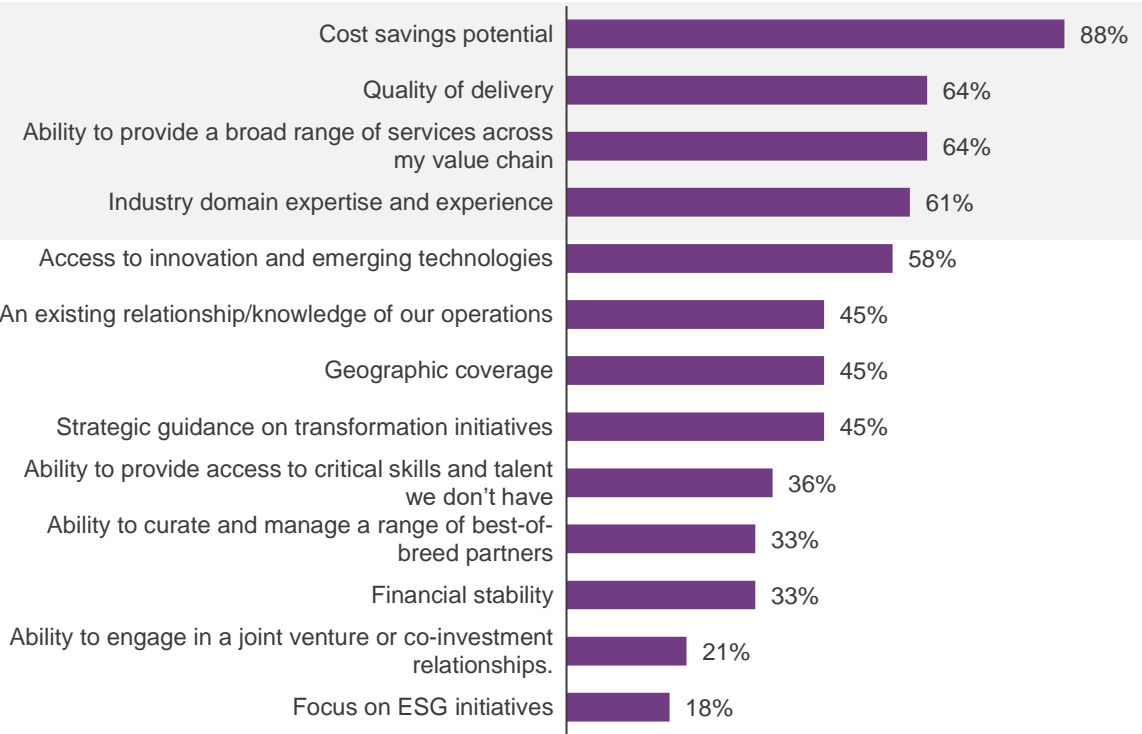 Cost savings potential 88%
Quality of delivery 64%
Ability to provide a broad range of services across
my value chain 64%
Industry domain expertise and experience 61%
Access to innovation and emerging technologies 58%
An existing relationship/knowledge of our operations 45%
Geographic coverage 45%
Strategic guidance on transformation initiatives 45%
Ability to provide access to critical skills and talent
we don’t have 36%
Ability to curate and manage a range of best-of-
breed partners 33%
Financial stability 33%
Ability to engage in a joint venture or co-investment
relationships. 21%
Focus on ESG initiatives 18%